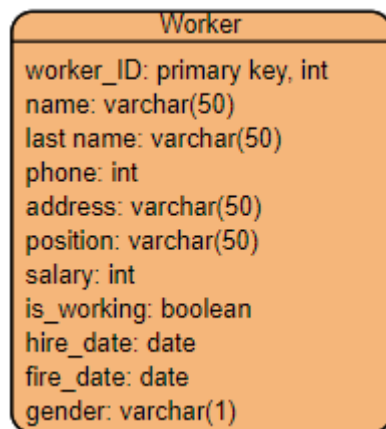 Worker
worker_ID: primary key, int
name: varchar(50)
last name: varchar(50)
phone: int
address: varchar(50)
position: varchar(50)
salary: int
is_working: boolean
hire_date: date
fire_date: date
gender: varchar(1)